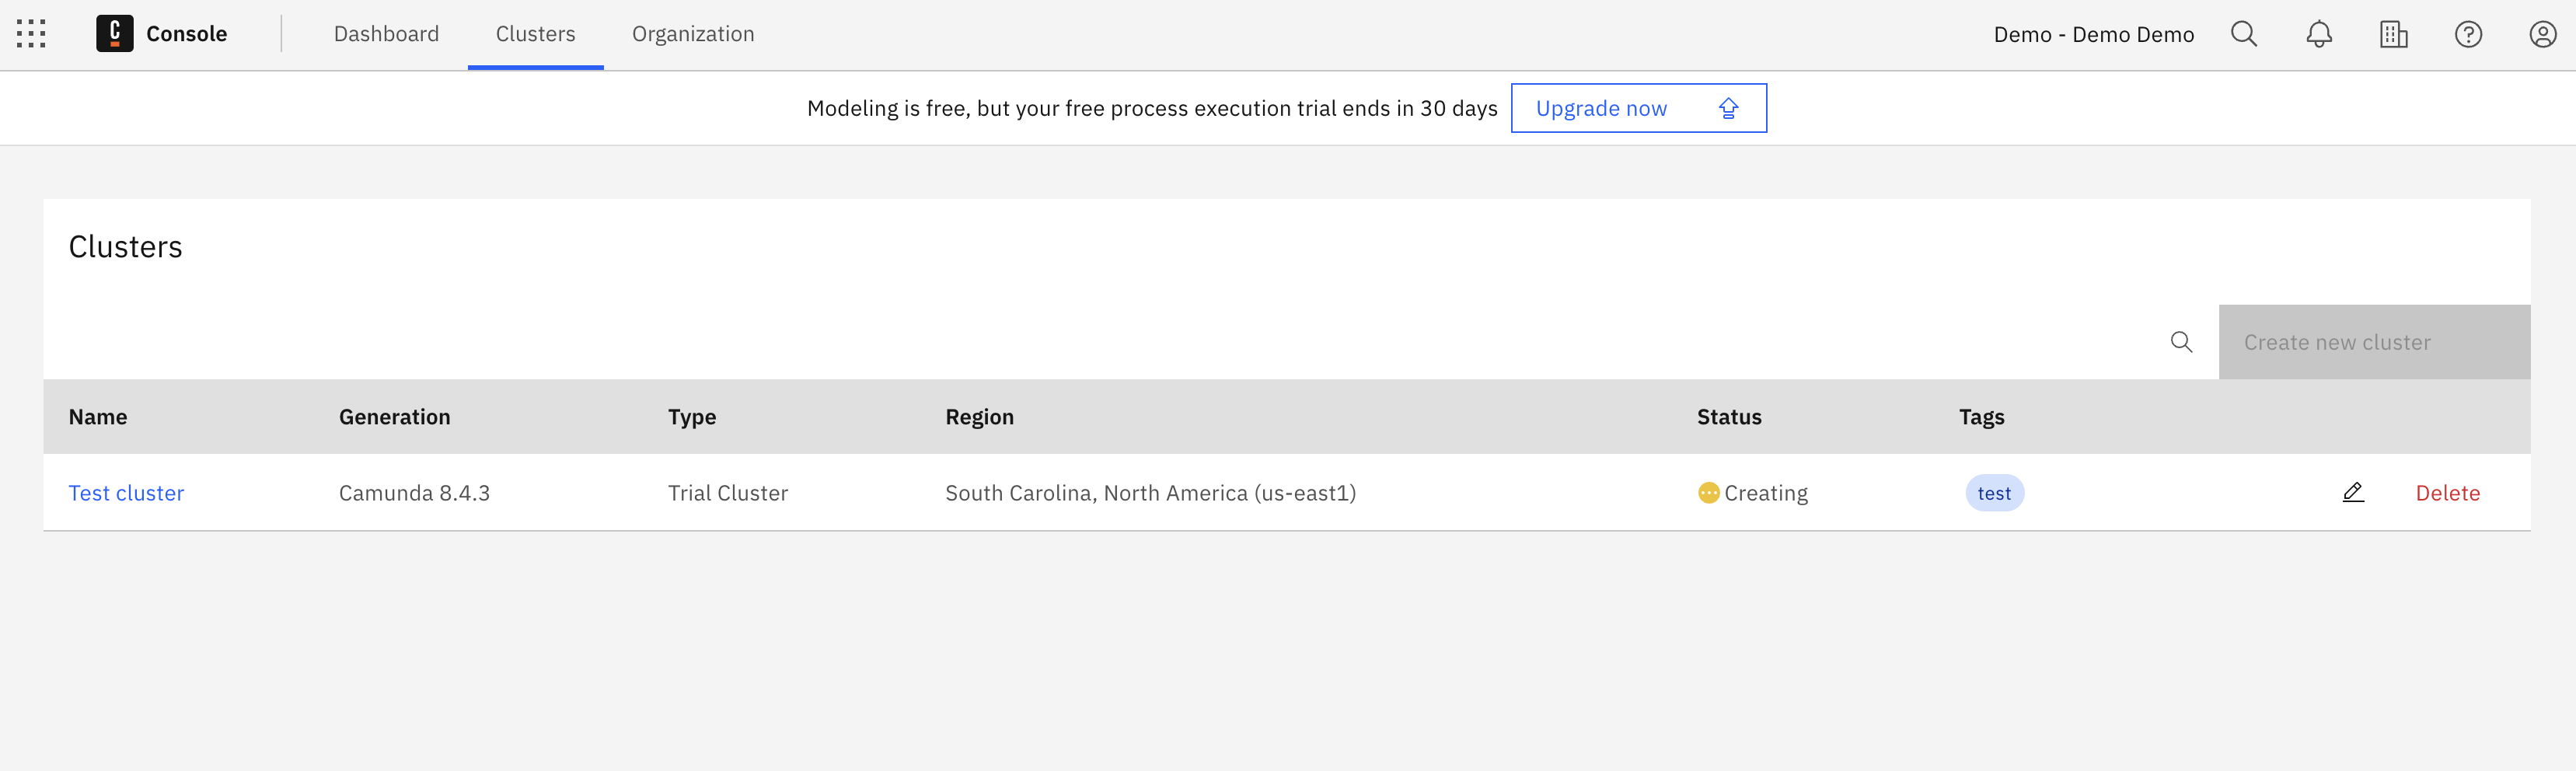 C Console Dashboard Clusters Organization Demo - Demo Demo
Modeling is free, but your free process execution trial ends in 30 days Upgrade now
Clusters
Create new cluster
Name Generation Type Region Status Tags
Test cluster Camunda 8.4.3 Trial Cluster South Carolina, North America (us-east1) Creating test Delete